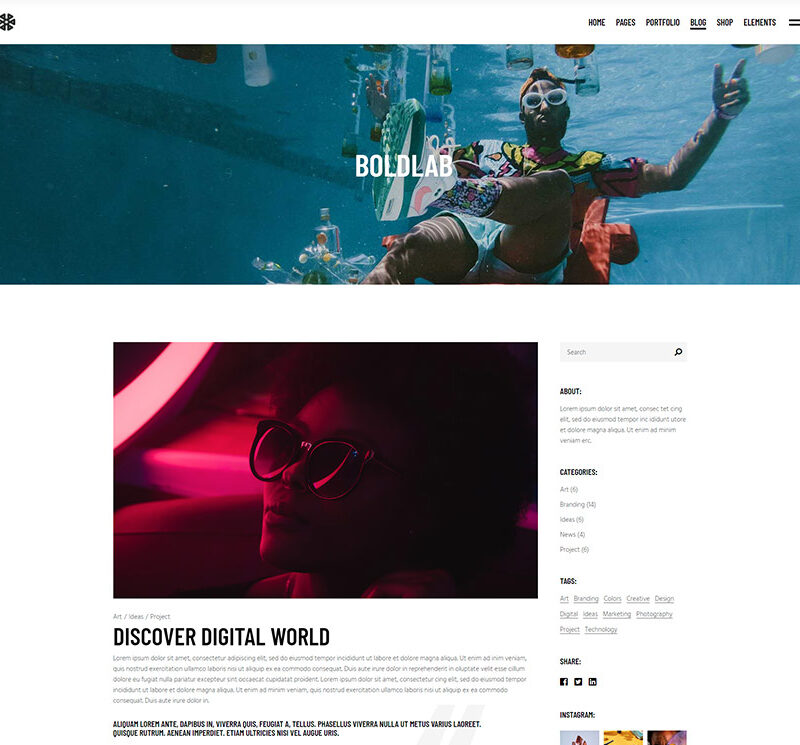 HOME PAGES PORTFOLIO BLOG SHOP ELEMENTS
BOLDLAB
Search
ABOUT:
Lorem ipsum dolor sit amet, consec tet cing
elit, sed do eiusmod tempor inc ididunt utore
et dolore magna aliqua. Ut enim ad minim
veniam erc.
CATEGORIES:
Art (6)
Branding (14)
Ideas (6)
News (4)
Project (6)
TAGS:
Art Branding Colors Creative Design
Digital Ideas Marketing Photography
Project Technology
SHARE:
INSTAGRAM:
Art / Ideas / Project
DISCOVER DIGITAL WORLD
Lorem ipsum dolor sit amet, consectetur adipiscing elit, sed do eiusmod tempor incididunt ut labore et dolore magna aliqua. Ut enim ad inim veniam,
quis nostrud exercitation ullamco laboris nisi ut aliquip ex ea commodo consequat. Duis aute irure dolor in reprehenderit in oluptate velit esse cillum
dolore eu fugiat nulla pariatur xcepteur sint occaecat cupidatat proident. Lorem ipsum dolor sit amet, consectetur adipisicing elit, sed do eiusmod tempor
incididunt ut labore et dolore magna aliqua. Ut enim ad minim veniam, quis nostrud exercitation ullamco laboris nisi ut aliquip ex ea commodo
consequat. Duis aute irure dolor in.
ALIQUAM LOREM ANTE, DAPIBUS IN, VIVERRA QUIS, FEUGIAT A, TELLUS. PHASELLUS VIVERRA NULLA UT METUS VARIUS LAOREET.
QUISQUE RUTRUM. AENEAN IMPERDIET. ETIAM ULTRICIES NISI VEL AUGUE URIS.